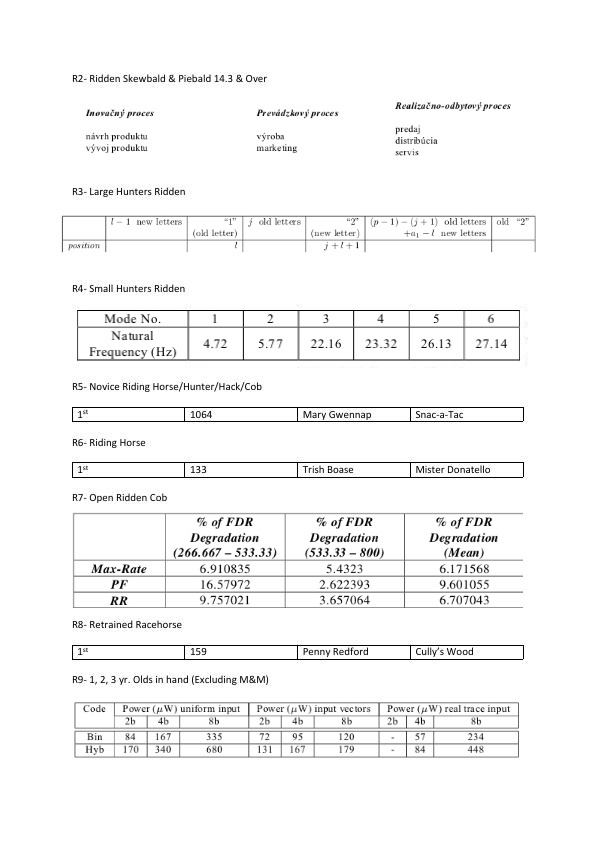 R2- Ridden Skewbald & Piebald 14.3 & Over
Inovačný proces Prevádzkový proces Realizačno-odbytový proces
návrh produktu výroba predaj
vývoj produktu marketing distribúcia
servis
R3- Large Hunters Ridden
l − 1 new letters “1” j old letters “2” (p − 1) − (j + 1) old letters old “2”
(old letter) (new letter) +a₁ − l new letters
position l j + l + 1
R4- Small Hunters Ridden
Mode No. 1 2 3 4 5 6
Natural
Frequency (Hz) 4.72 5.77 22.16 23.32 26.13 27.14
R5- Novice Riding Horse/Hunter/Hack/Cob
1st 1064 Mary Gwennap Snac-a-Tac
R6- Riding Horse
1st 133 Trish Boase Mister Donatello
R7- Open Ridden Cob
% of FDR % of FDR % of FDR
Degradation Degradation Degradation
(266.667 – 533.33) (533.33 – 800) (Mean)
Max-Rate 6.910835 5.4323 6.171568
PF 16.57972 2.622393 9.601055
RR 9.757021 3.657064 6.707043
R8- Retrained Racehorse
1st 159 Penny Redford Cully’s Wood
R9- 1, 2, 3 yr. Olds in hand (Excluding M&M)
Code Power (μW) uniform input Power (μW) input vectors Power (μW) real trace input
2b 4b 8b 2b 4b 8b 2b 4b 8b
Bin 84 167 335 72 95 120 - 57 234
Hyb 170 340 680 131 167 179 - 84 448